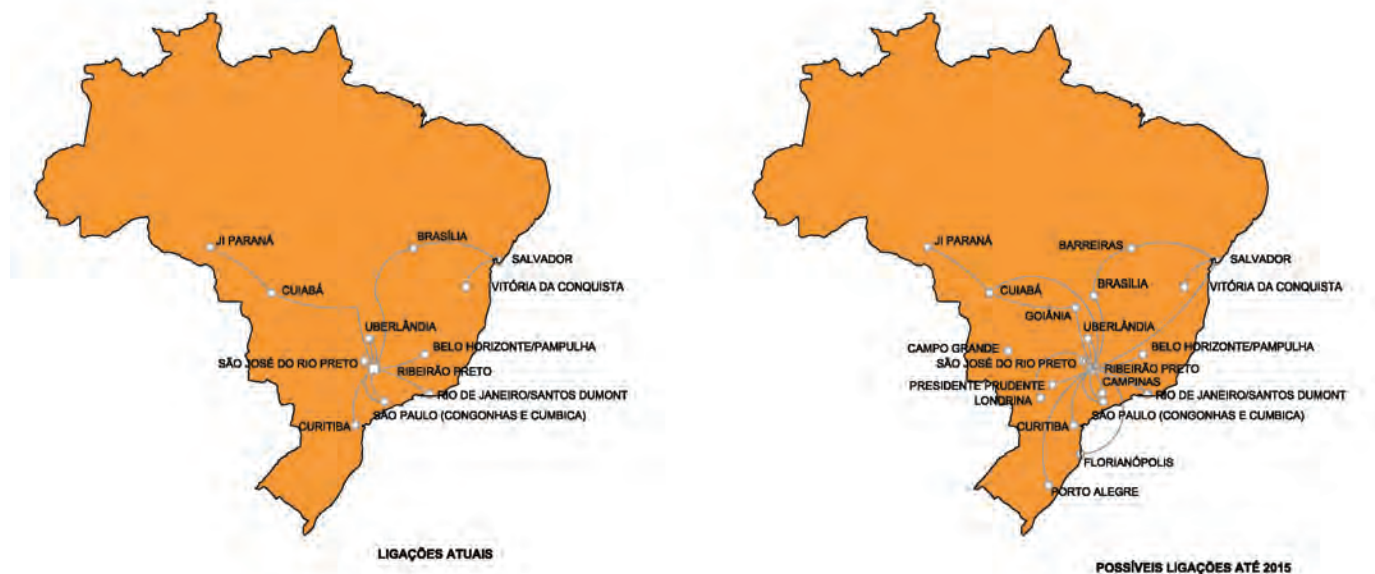 JI PARANÁ
BRASÍLIA
SALVADOR
CUIABÁ
VITÓRIA DA CONQUISTA
UBERLÂNDIA
BELO HORIZONTE/PAMPULHA
SÃO JOSÉ DO RIO PRETO
RIBEIRÃO PRETO
RIO DE JANEIRO/SANTOS DUMONT
SÃO PAULO (CONGONHAS E CUMBICA)
CURITIBA
LIGAÇÕES ATUAIS
JI PARANÁ
BARREIRAS
SALVADOR
CUIABÁ
BRASÍLIA
VITÓRIA DA CONQUISTA
GOIÂNIA
UBERLÂNDIA
CAMPO GRANDE
BELO HORIZONTE/PAMPULHA
SÃO JOSÉ DO RIO PRETO
RIBEIRÃO PRETO
CAMPINAS
PRESIDENTE PRUDENTE
RIO DE JANEIRO/SANTOS DUMONT
LONDRINA
SÃO PAULO (CONGONHAS E CUMBICA)
CURITIBA
FLORIANÓPOLIS
PORTO ALEGRE
POSSÍVEIS LIGAÇÕES ATÉ 2015